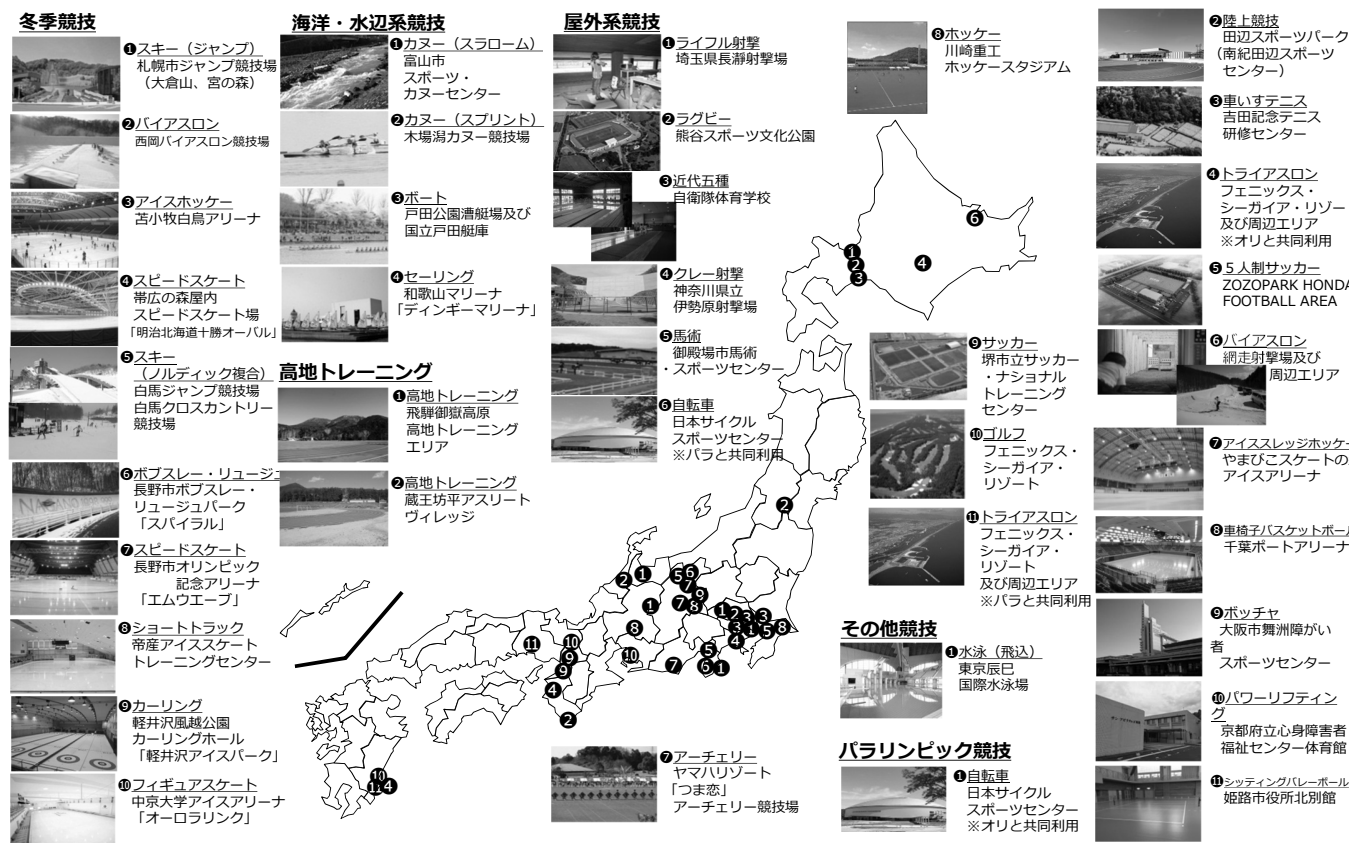 冬季競技
❶スキー(ジャンプ)
札幌市ジャンプ競技場
(大倉山、宮の森)
❷バイアスロン
西岡バイアスロン競技場
❸アイスホッケー
苫小牧白鳥アリーナ
❹スピードスケート
帯広の森屋内
スピードスケート場
「明治北海道十勝オーバル」
❺スキー
(ノルディック複合)
白馬ジャンプ競技場
白馬クロスカントリー
競技場
❻ボブスレー・リュージュ
長野市ボブスレー・
リュージュパーク
「スパイラル」
❼スピードスケート
長野市オリンピック
記念アリーナ
「エムウエーブ」
❽ショートトラック
帝産アイススケート
トレーニングセンター
❾カーリング
軽井沢風越公園
カーリングホール
「軽井沢アイスパーク」
❿フィギュアスケート
中京大学アイスアリーナ
「オーロラリンク」
海洋・水辺系競技
❶カヌー(スラローム)
富山市
スポーツ・
カヌーセンター
❷カヌー(スプリント)
木場潟カヌー競技場
❸ボート
戸田公園漕艇場及び
国立戸田艇庫
❹セーリング
和歌山マリーナ
「ディンギーマリーナ」
高地トレーニング
❶高地トレーニング
飛騨御嶽高原
高地トレーニング
エリア
❷高地トレーニング
蔵王坊平アスリート
ヴィレッジ
屋外系競技
❶ライフル射撃
埼玉県長瀞射撃場
❷ラグビー
熊谷スポーツ文化公園
❸近代五種
自衛隊体育学校
❹クレー射撃
神奈川県立
伊勢原射撃場
❺馬術
御殿場市馬術
・スポーツセンター
❻自転車
日本サイクル
スポーツセンター
※パラと共同利用
❼アーチェリー
ヤマハリゾート
「つま恋」
アーチェリー競技場
❽ホッケー
川崎重工
ホッケースタジアム
❾サッカー
堺市立サッカー
・ナショナル
トレーニング
センター
❿ゴルフ
フェニックス・
シーガイア・
リゾート
⓫トライアスロン
フェニックス・
シーガイア・
リゾート
及び周辺エリア
※パラと共同利用
その他競技
❶水泳(飛込)
東京辰巳
国際水泳場
パラリンピック競技
❶自転車
日本サイクル
スポーツセンター
※オリと共同利用
❷陸上競技
田辺スポーツパーク
(南紀田辺スポーツ
センター)
❸車いすテニス
吉田記念テニス
研修センター
❹トライアスロン
フェニックス・
シーガイア・リゾー
及び周辺エリア
※オリと共同利用
❺５人制サッカー
ZOZOPARK HONDA
FOOTBALL AREA
❻バイアスロン
網走射撃場及び
周辺エリア
❼アイススレッジホッケー
やまびこスケートの
アイスアリーナ
❽車椅子バスケットボール
千葉ポートアリーナ
❾ボッチャ
大阪市舞洲障がい
者
スポーツセンター
❿パワーリフティン
グ
京都府立心身障害者
福祉センター体育館
⓫シッティングバレーボール
姫路市役所北別館